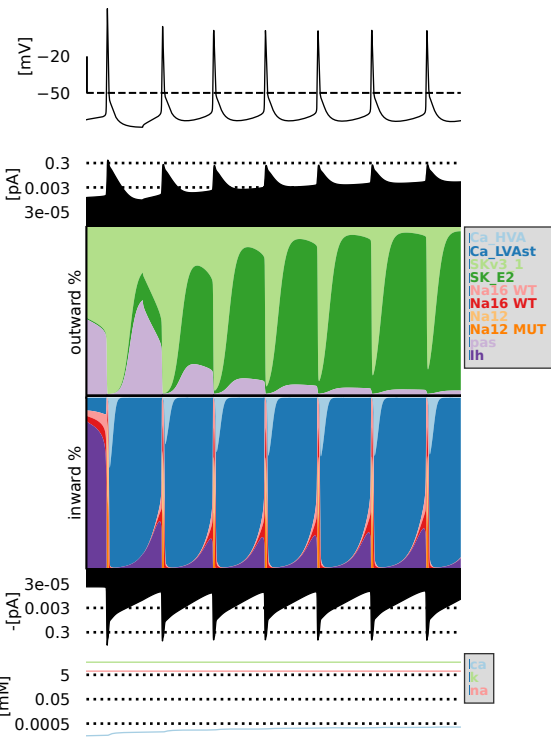 [mV]
−20
−50
[pA]
0.3
0.003
3e-05
outward %
Ca_HVA
Ca_LVAst
SKv3_1
SK_E2
Na16 WT
Na16 WT
Na12
Na12 MUT
pas
Ih
inward %
-[pA]
3e-05
0.003
0.3
[mM]
5
0.05
0.0005
ca
k
na